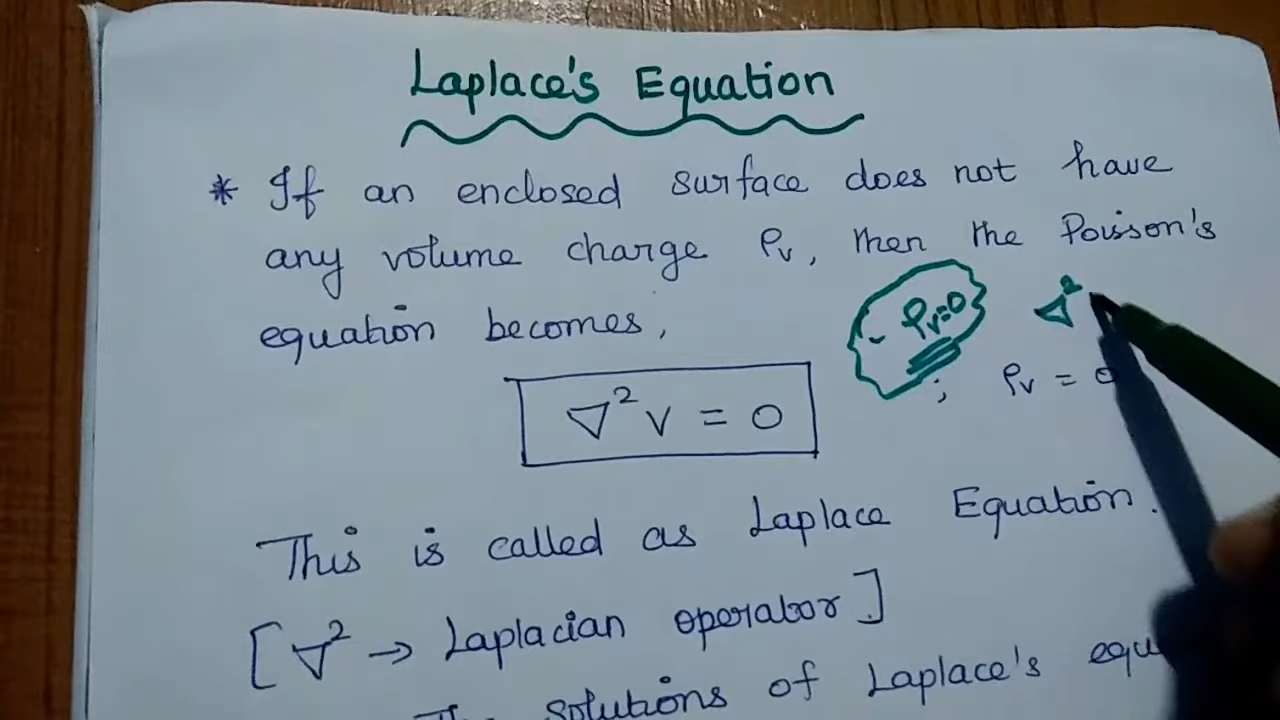 Laplace's Equation
* If an enclosed surface does not have
any volume charge ρv, then the Poisson's
equation becomes,
ρv=0 ∇²
∇²V = 0 ; ρv = 0
This is called as Laplace Equation.
[∇² → Laplacian operator]
solutions of Laplace's